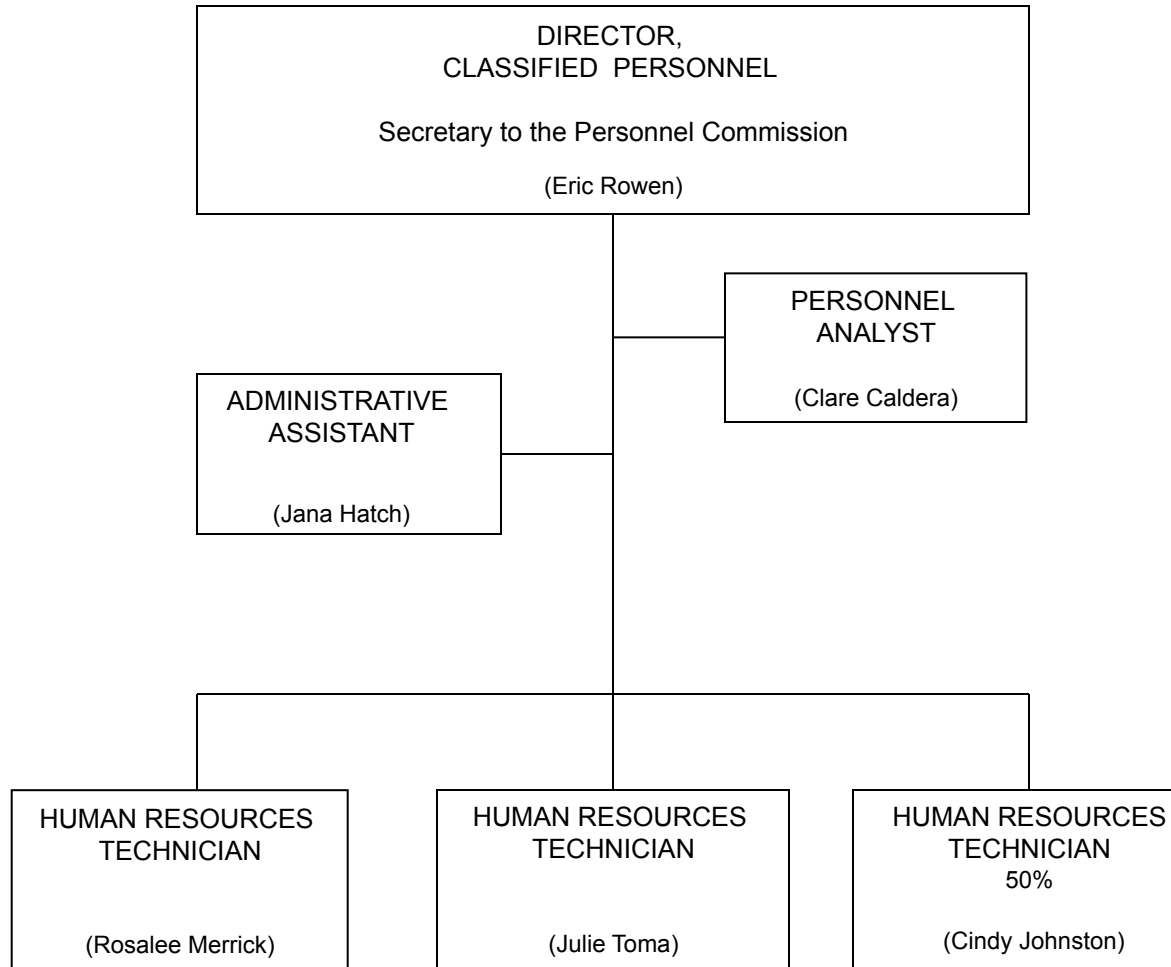 DIRECTOR,
CLASSIFIED PERSONNEL
Secretary to the Personnel Commission
(Eric Rowen)
PERSONNEL
ANALYST
(Clare Caldera)
ADMINISTRATIVE
ASSISTANT
(Jana Hatch)
HUMAN RESOURCES
TECHNICIAN
(Rosalee Merrick)
HUMAN RESOURCES
TECHNICIAN
(Julie Toma)
HUMAN RESOURCES
TECHNICIAN
50%
(Cindy Johnston)